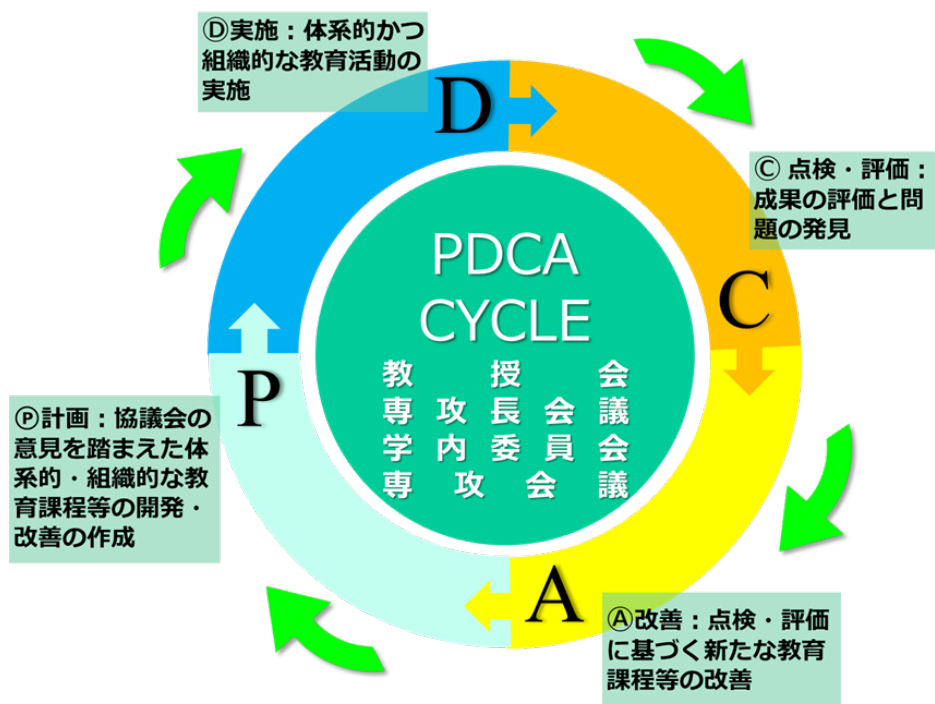 Ⓓ実施：体系的かつ
組織的な教育活動の
実施
D
Ⓒ 点検・評価：
成果の評価と問
題の発見
C
PDCA
CYCLE
教授会
専攻長会議
学内委員会
専攻会議
P
Ⓟ計画：協議会の
意見を踏まえた体
系的・組織的な教
育課程等の開発・
改善の作成
A
Ⓐ改善：点検・評価
に基づく新たな教育
課程等の改善